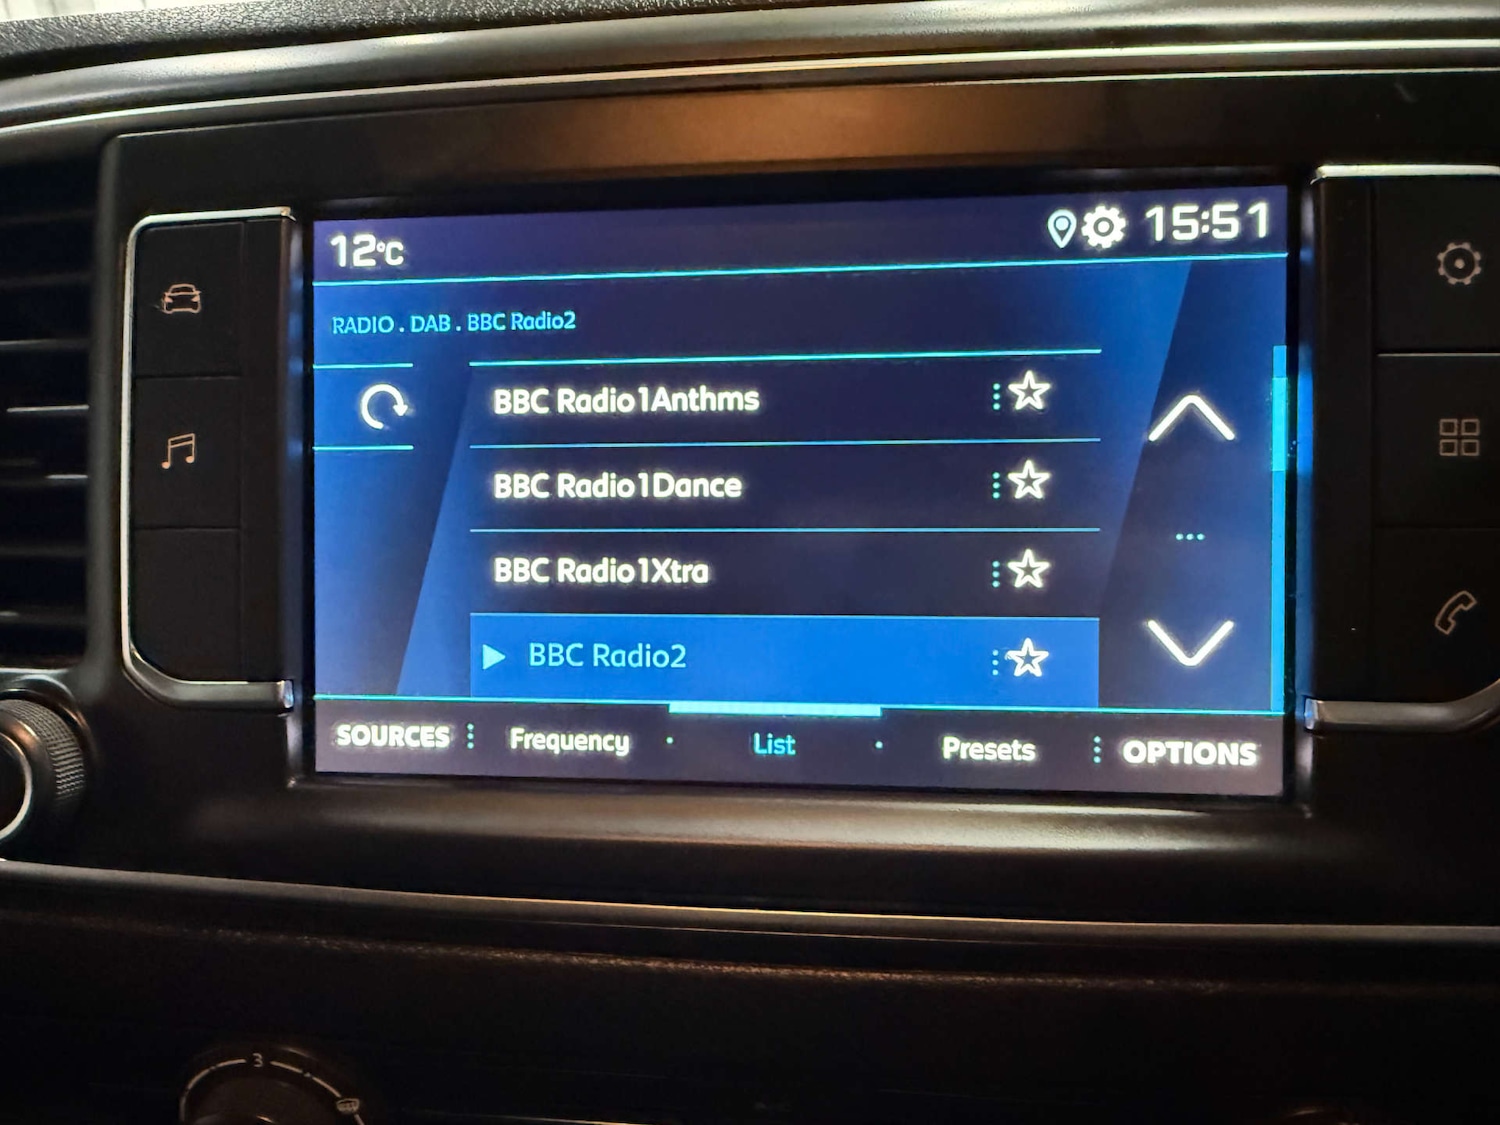 12°C 15:51
RADIO . DAB . BBC Radio2
BBC Radio1Anthms
BBC Radio1Dance
BBC Radio1Xtra
BBC Radio2
SOURCES Frequency List Presets OPTIONS
3